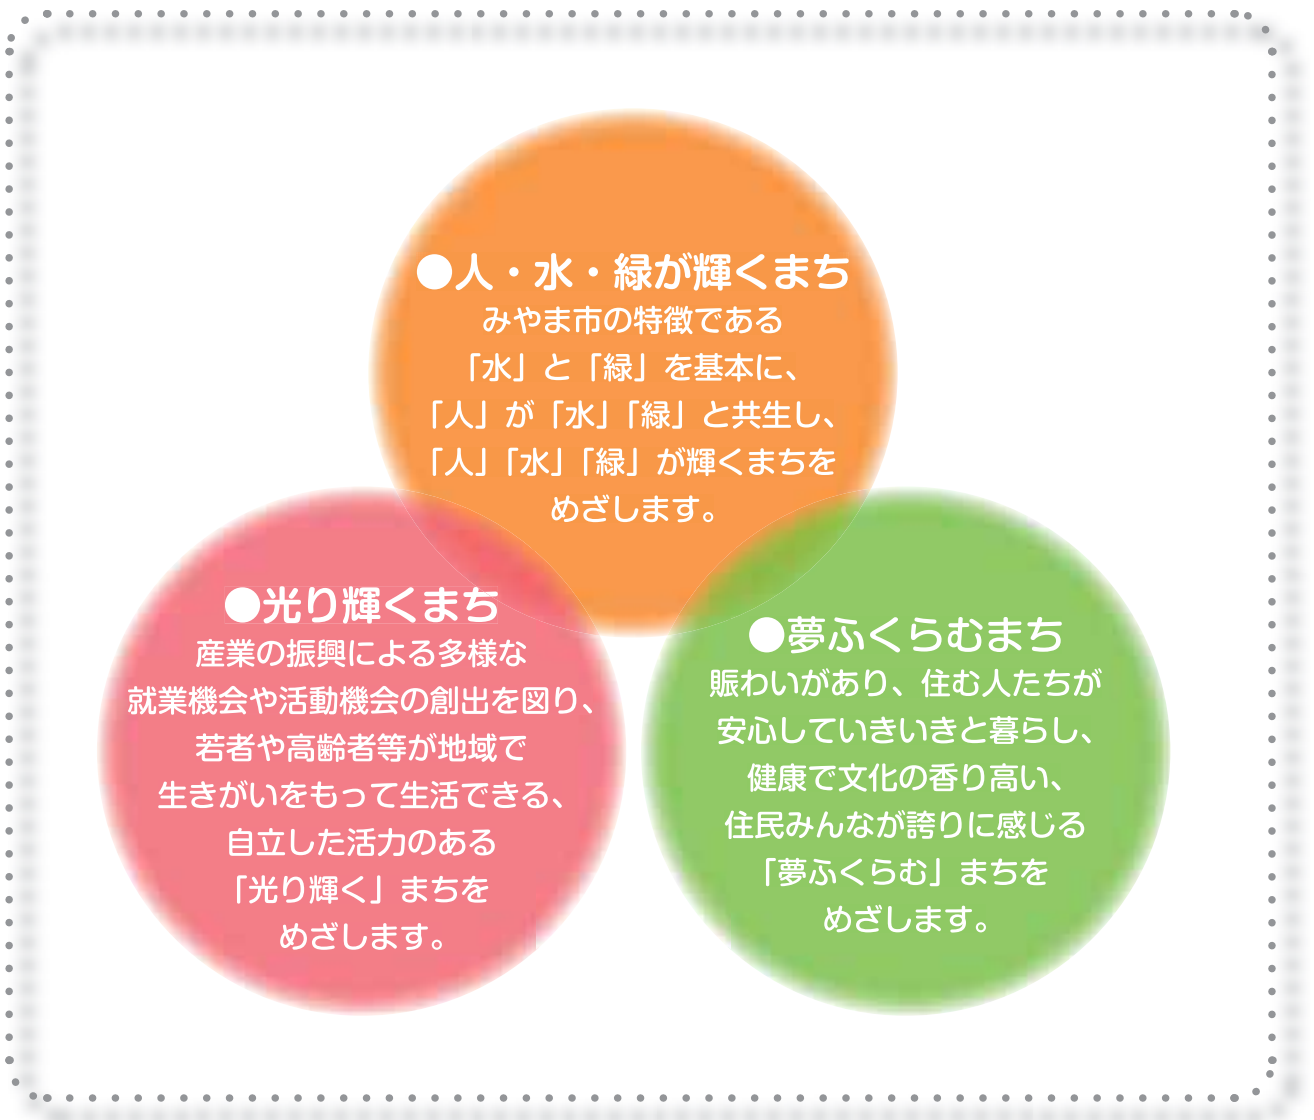 ●人・水・緑が輝くまち
みやま市の特徴である
「水」と「緑」を基本に、
「人」が「水」「緑」と共生し、
「人」「水」「緑」が輝くまちを
めざします。
●光り輝くまち
産業の振興による多様な
就業機会や活動機会の創出を図り、
若者や高齢者等が地域で
生きがいをもって生活できる、
自立した活力のある
「光り輝く」まちを
めざします。
●夢ふくらむまち
賑わいがあり、住む人たちが
安心していきいきと暮らし、
健康で文化の香り高い、
住民みんなが誇りに感じる
「夢ふくらむ」まちを
めざします。